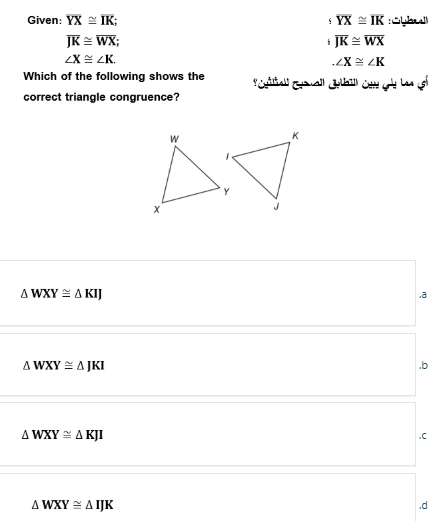 Given: YX ≅ IK;
JK ≅ WX;
∠X ≅ ∠K.
Which of the following shows the
correct triangle congruence?
المعطيات: YX ≅ IK ؛
JK ≅ WX ؛
∠X ≅ ∠K.
أي مما يلي يبين التطابق الصحيح للمثلثين؟
W
X
Y
I
K
J
Δ WXY ≅ Δ KIJ
.a
Δ WXY ≅ Δ JKI
.b
Δ WXY ≅ Δ KJI
.c
Δ WXY ≅ Δ IJK
.d